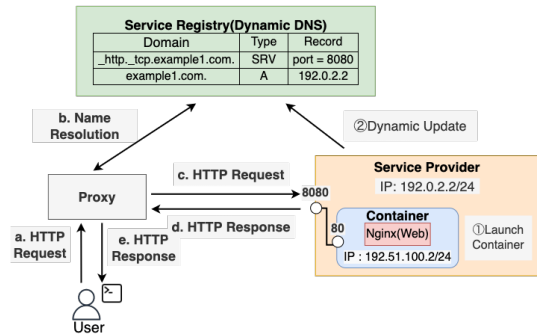 Service Registry(Dynamic DNS)
Domain Type Record
_http._tcp.example1.com. SRV port = 8080
example1.com. A 192.0.2.2
b. Name
Resolution
②Dynamic Update
c. HTTP Request
Service Provider
IP: 192.0.2.2/24
8080
Proxy
Container
80
Nginx(Web)
①Launch
Container
IP : 192.51.100.2/24
d. HTTP Response
a. HTTP
Request
e. HTTP
Response
>_
User